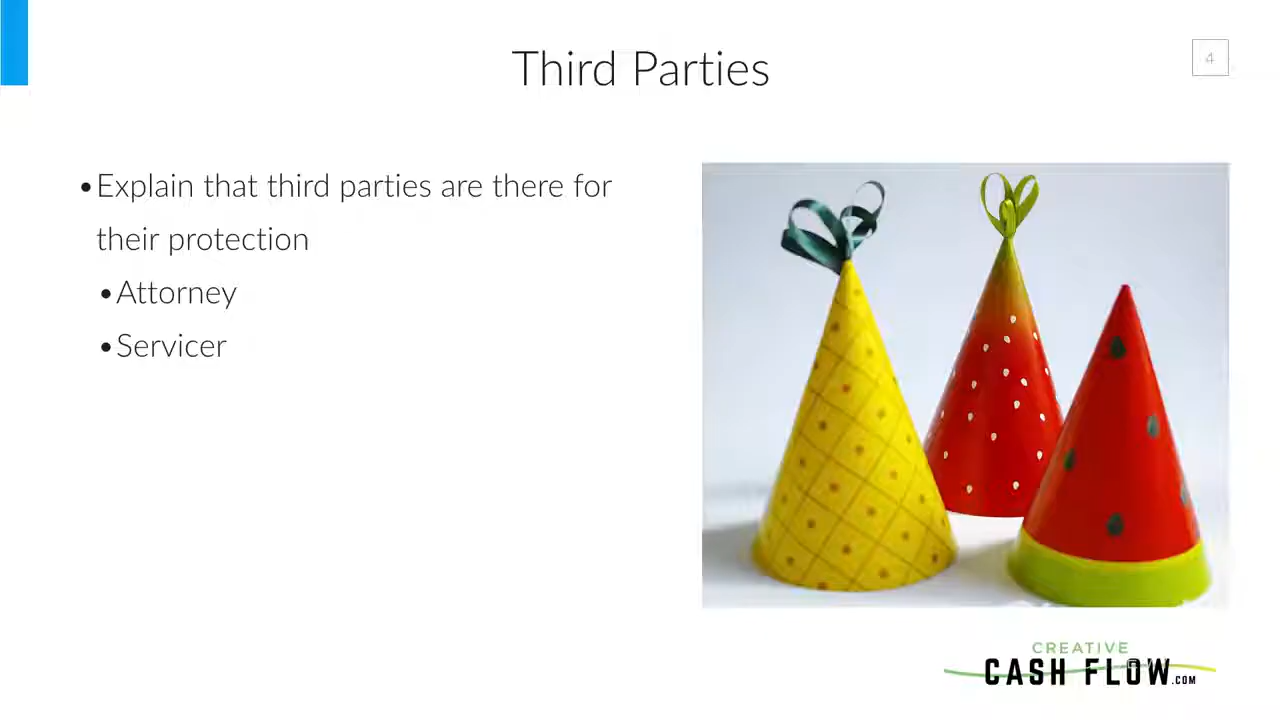 Third Parties
4
•Explain that third parties are there for
their protection
•Attorney
•Servicer
CREATIVE
CASH FLOW.COM